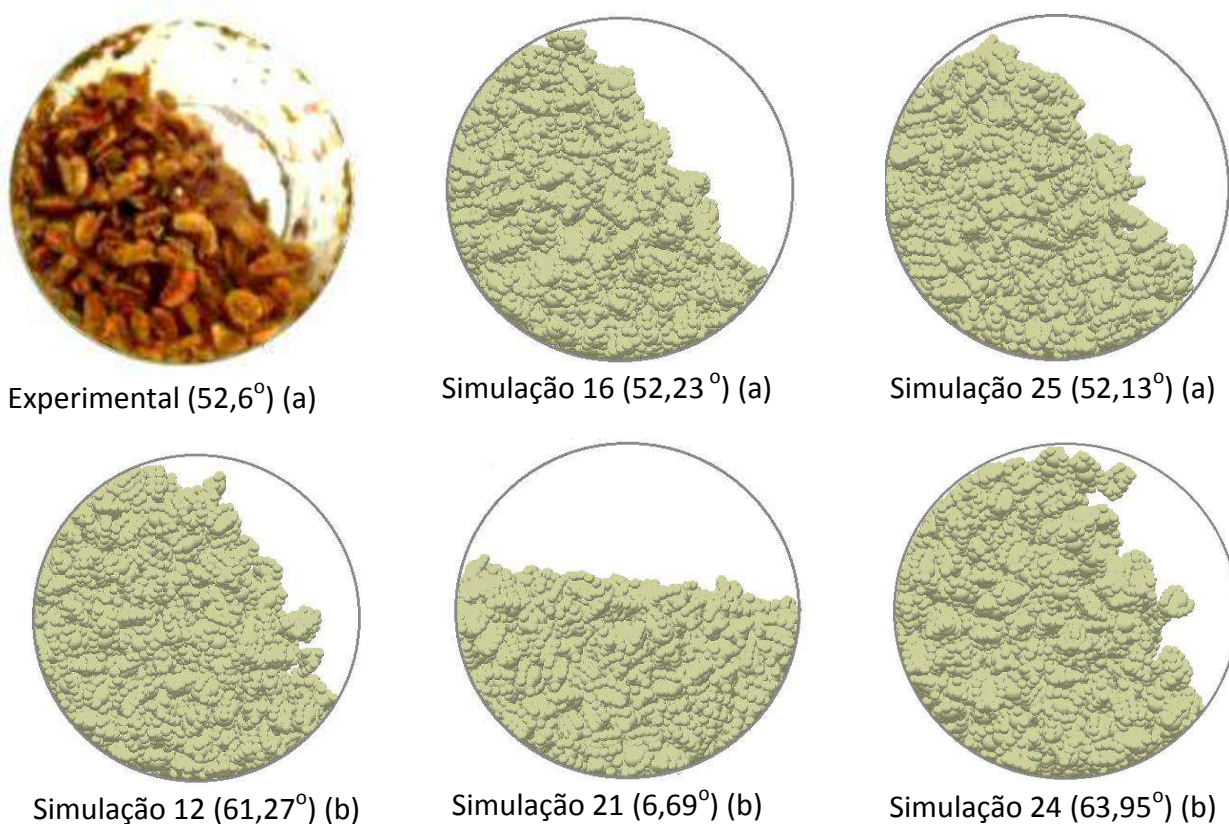 Experimental (52,6°) (a)
Simulação 16 (52,23 °) (a)
Simulação 25 (52,13°) (a)
Simulação 12 (61,27°) (b)
Simulação 21 (6,69°) (b)
Simulação 24 (63,95°) (b)